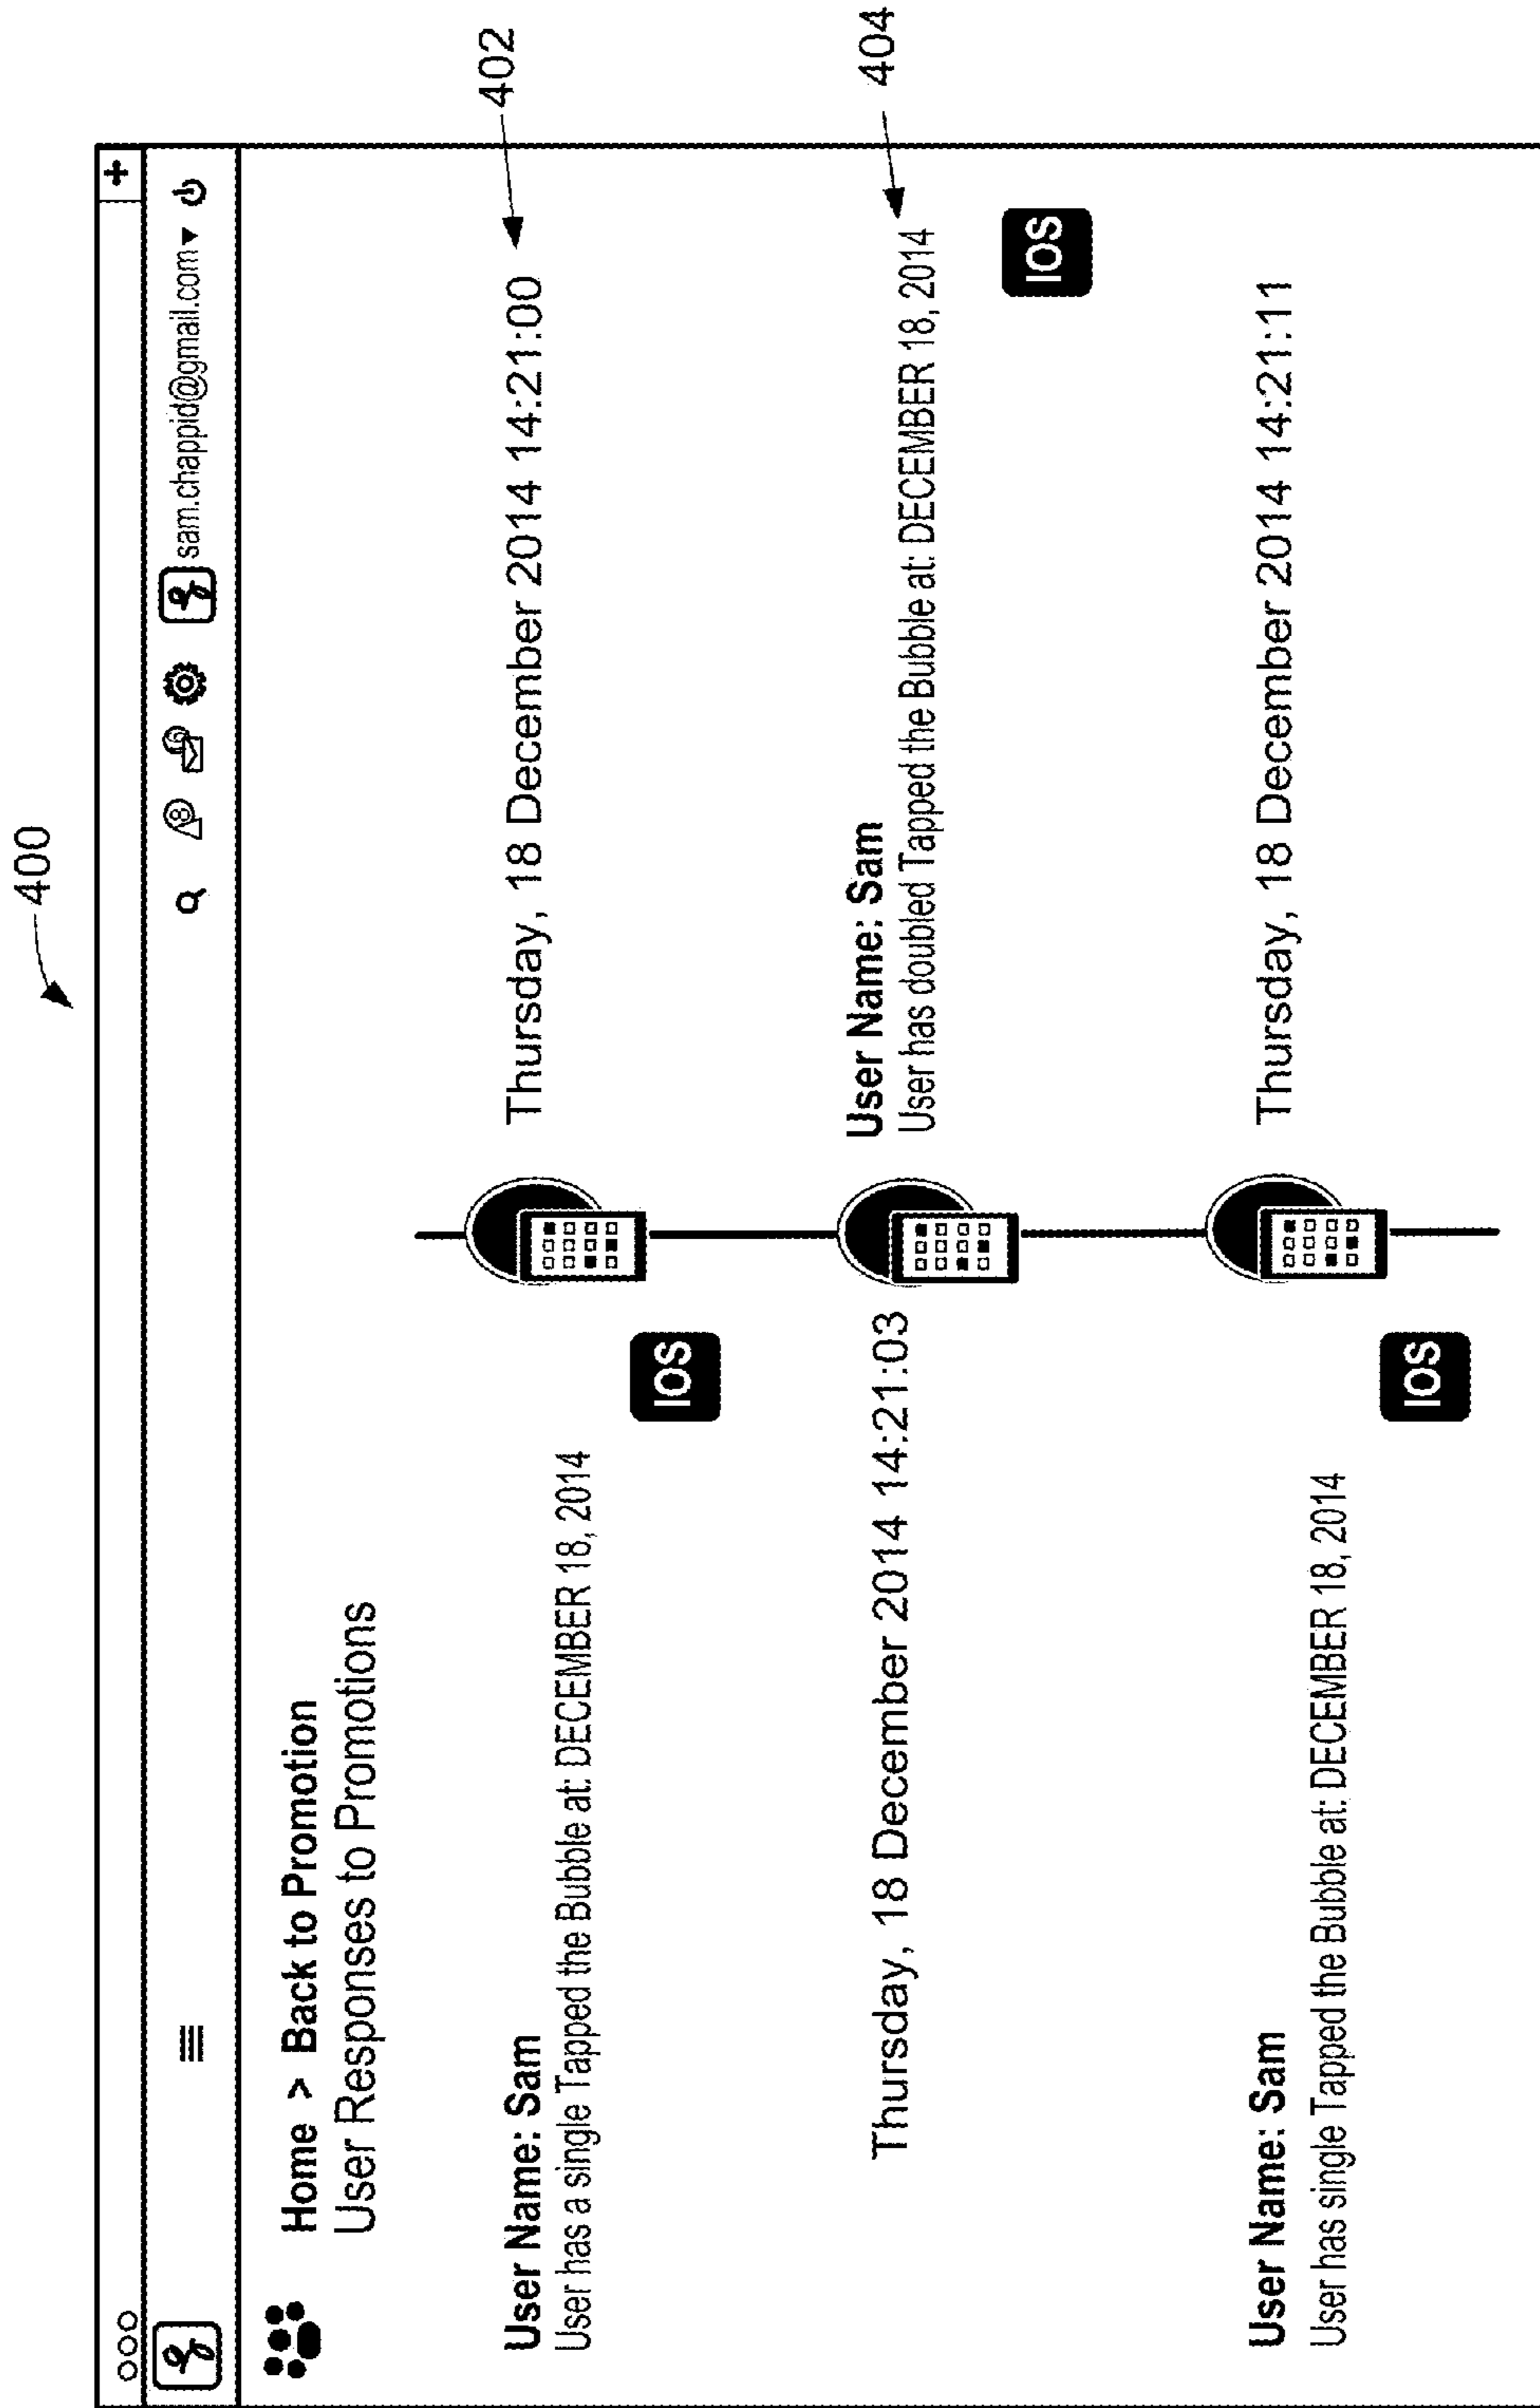 400
sam.chappid@gmail.com
8
6
Home > Back to Promotion
User Responses to Promotions
User Name: Sam
User has a single Tapped the Bubble at: DECEMBER 18, 2014
IOS
Thursday, 18 December 2014 14:21:00
402
Thursday, 18 December 2014 14:21:03
User Name: Sam
User has doubled Tapped the Bubble at: DECEMBER 18, 2014
404
IOS
User Name: Sam
User has single Tapped the Bubble at: DECEMBER 18, 2014
IOS
Thursday, 18 December 2014 14:21:11